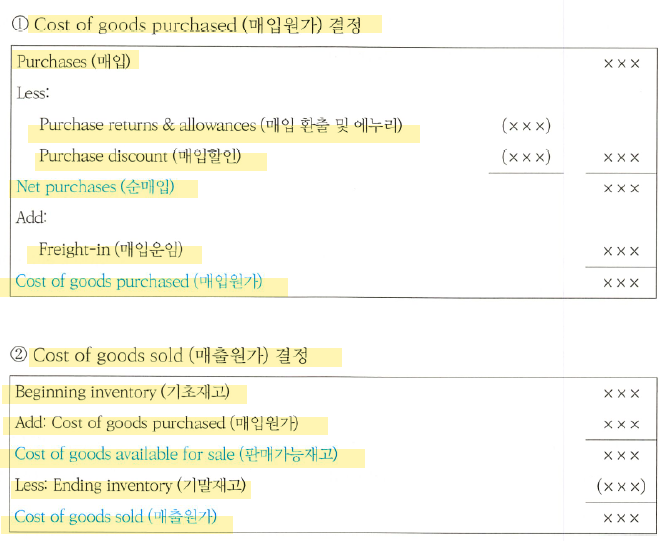 ① Cost of goods purchased (매입원가) 결정
Purchases (매입) ×××
Less:
Purchase returns & allowances (매입 환출 및 에누리) (×××)
Purchase discount (매입할인) (×××) ×××
Net purchases (순매입) ×××
Add:
Freight-in (매입운임) ×××
Cost of goods purchased (매입원가) ×××
② Cost of goods sold (매출원가) 결정
Beginning inventory (기초재고) ×××
Add: Cost of goods purchased (매입원가) ×××
Cost of goods available for sale (판매가능재고) ×××
Less: Ending inventory (기말재고) (×××)
Cost of goods sold (매출원가) ×××